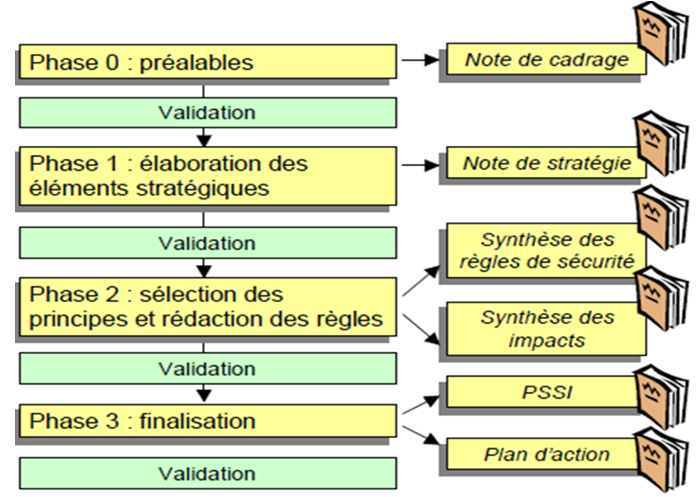 Phase 0 : préalables
Note de cadrage
Validation
Phase 1 : élaboration des
éléments stratégiques
Note de stratégie
Validation
Synthèse des
règles de sécurité
Phase 2 : sélection des
principes et rédaction des règles
Synthèse des
impacts
Validation
PSSI
Phase 3 : finalisation
Plan d'action
Validation